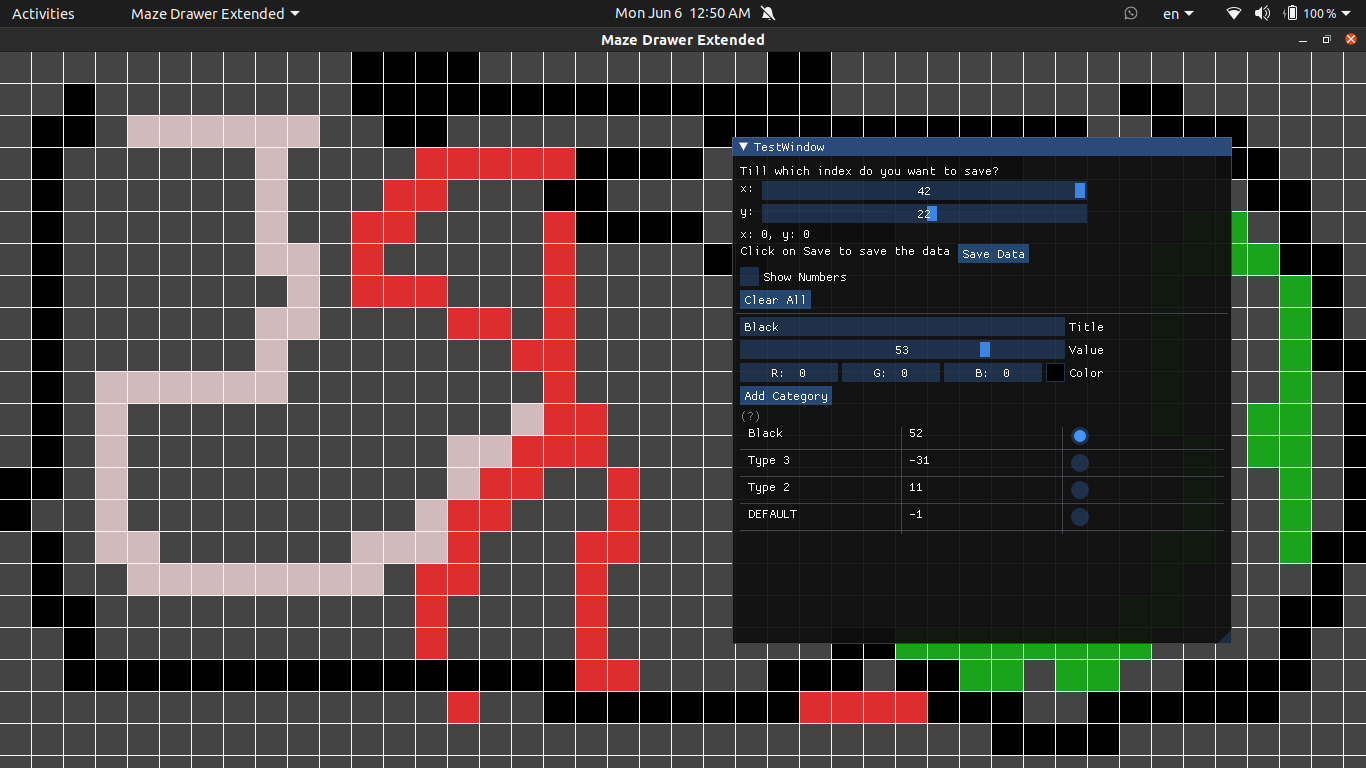 Activities Maze Drawer Extended Mon Jun 6 12:50 AM en 100 %
Maze Drawer Extended
TestWindow
Till which index do you want to save?
x: 42
y: 22
x: 0, y: 0
Click on Save to save the data Save Data
Show Numbers
Clear All
Black Title
53 Value
R: 0 G: 0 B: 0 Color
Add Category
(?)
Black 52
Type 3 -31
Type 2 11
DEFAULT -1